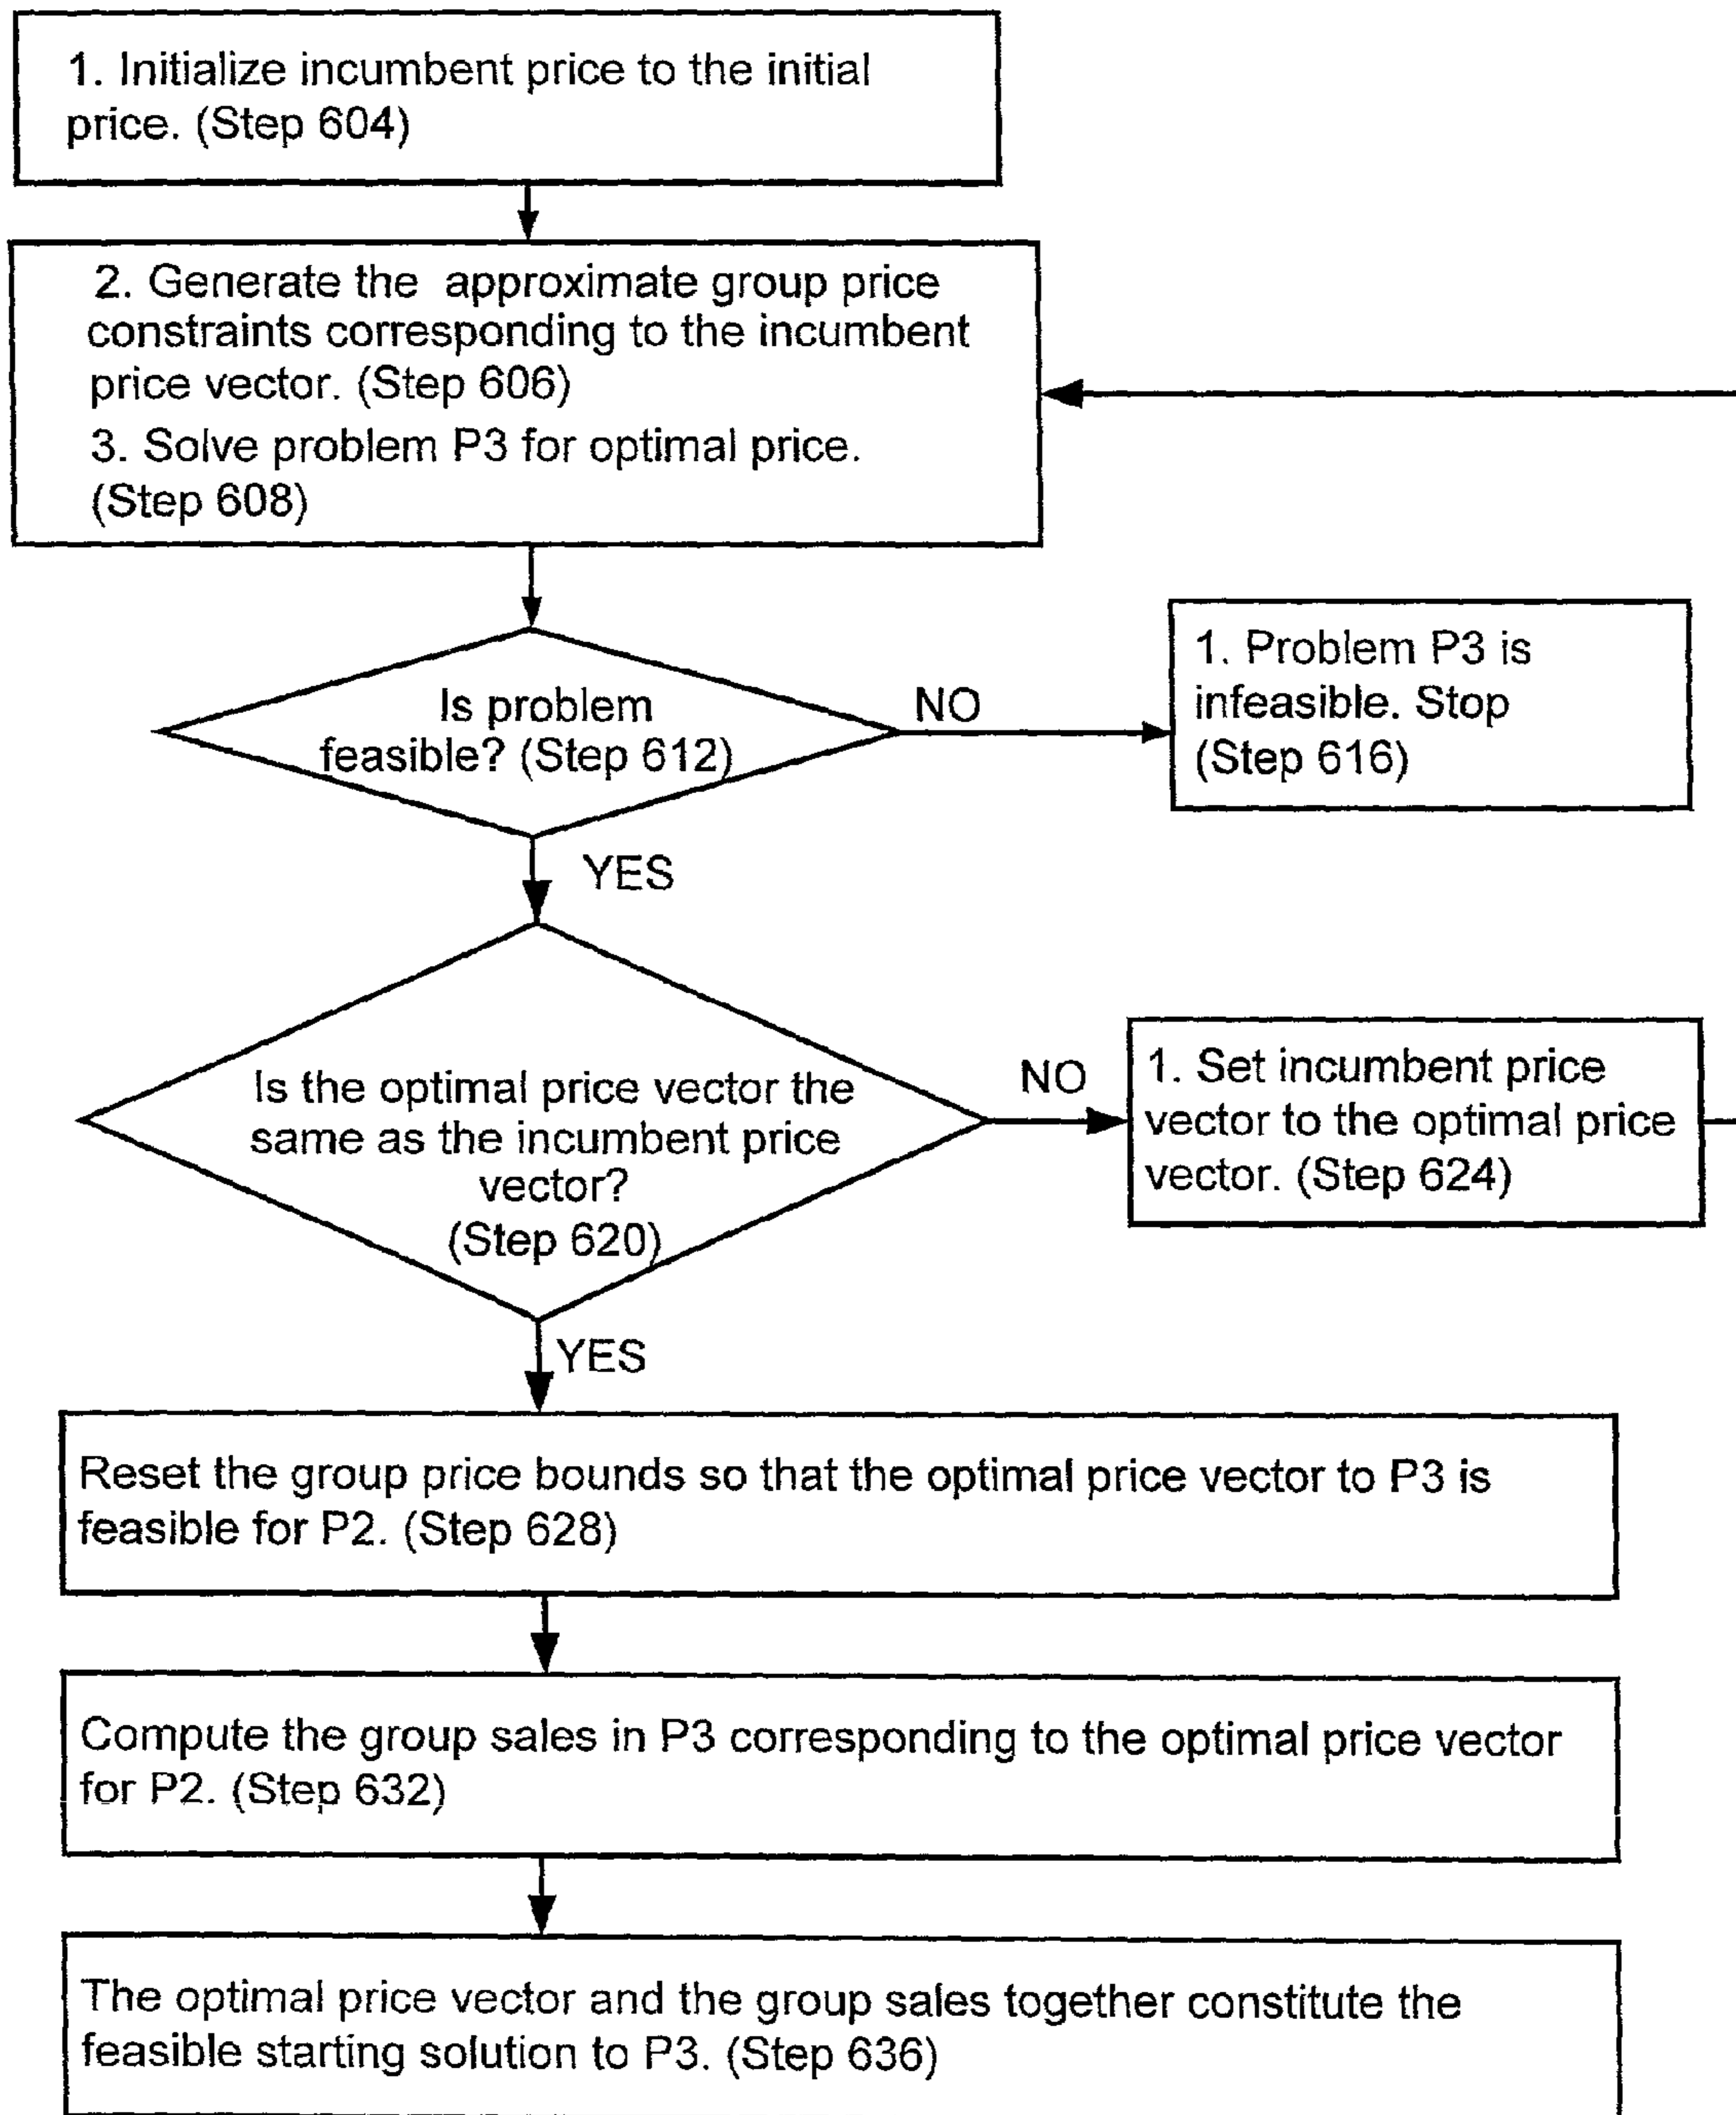 1. Initialize incumbent price to the initial
price. (Step 604)
2. Generate the approximate group price
constraints corresponding to the incumbent
price vector. (Step 606)
3. Solve problem P3 for optimal price.
(Step 608)
Is problem
feasible? (Step 612)
NO
1. Problem P3 is
infeasible. Stop
(Step 616)
YES
Is the optimal price vector the
same as the incumbent price
vector?
(Step 620)
NO
1. Set incumbent price
vector to the optimal price
vector. (Step 624)
YES
Reset the group price bounds so that the optimal price vector to P3 is
feasible for P2. (Step 628)
Compute the group sales in P3 corresponding to the optimal price vector
for P2. (Step 632)
The optimal price vector and the group sales together constitute the
feasible starting solution to P3. (Step 636)